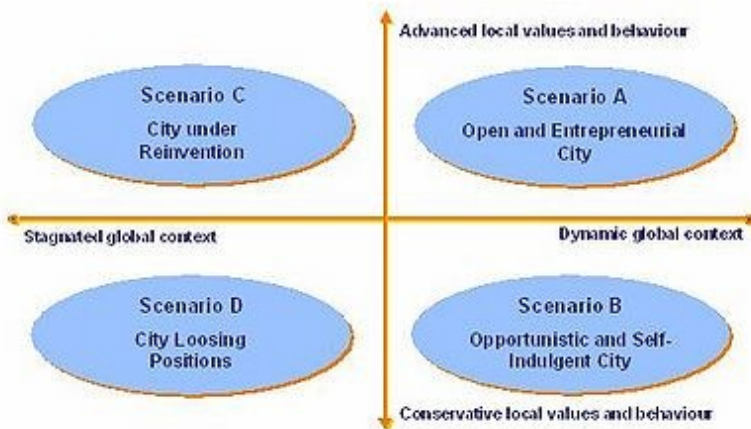 Advanced local values and behaviour
Scenario C
City under
Reinvention
Scenario A
Open and Entrepreneurial
City
Stagnated global context
Dynamic global context
Scenario D
City Loosing
Positions
Scenario B
Opportunistic and Self-
Indulgent City
Conservative local values and behaviour